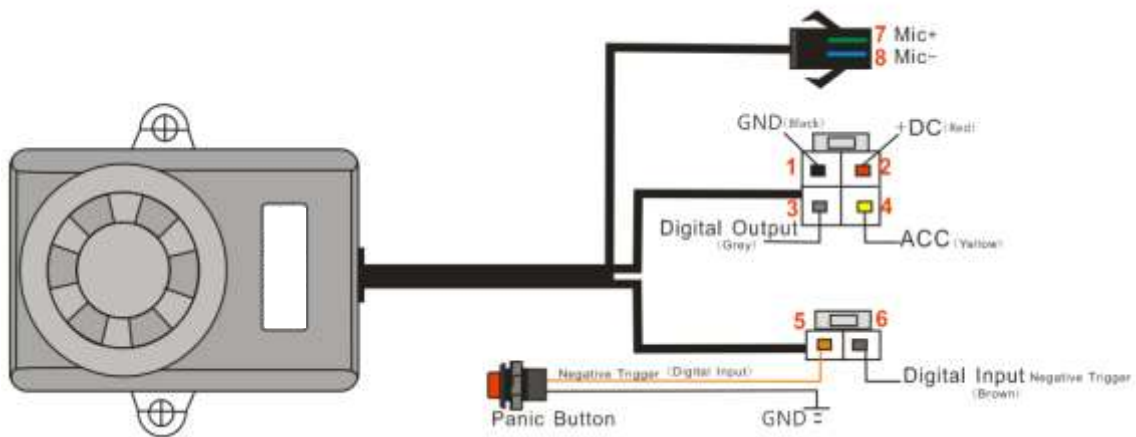 7 Mic+
8 Mic-
GND (Black)
+DC (Red)
1
2
3
4
Digital Output
(Grey)
ACC (Yellow)
5
6
Negative Trigger (Digital Input)
Digital Input Negative Trigger
(Brown)
Panic Button
GND